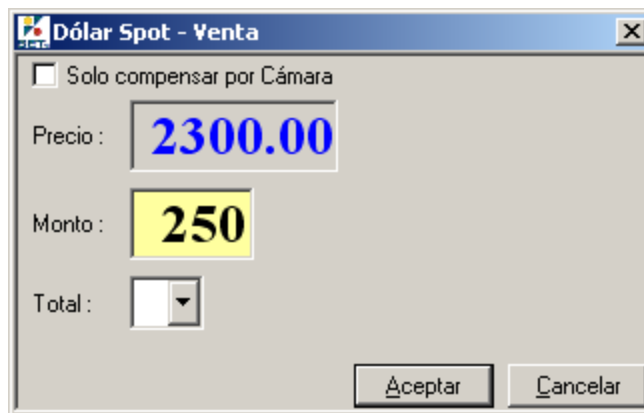 Dólar Spot - Venta
Solo compensar por Cámara
Precio : 2300.00
Monto : 250
Total :
Aceptar Cancelar